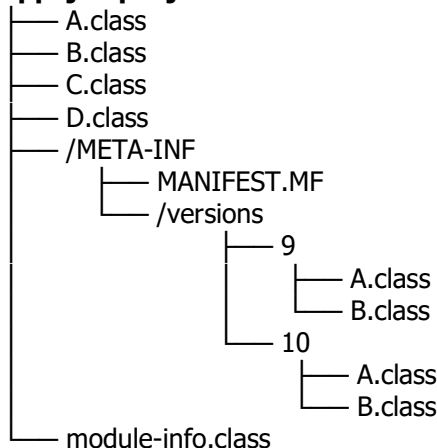 A.class
B.class
C.class
D.class
/META-INF
MANIFEST.MF
/versions
9
A.class
B.class
10
A.class
B.class
module-info.class